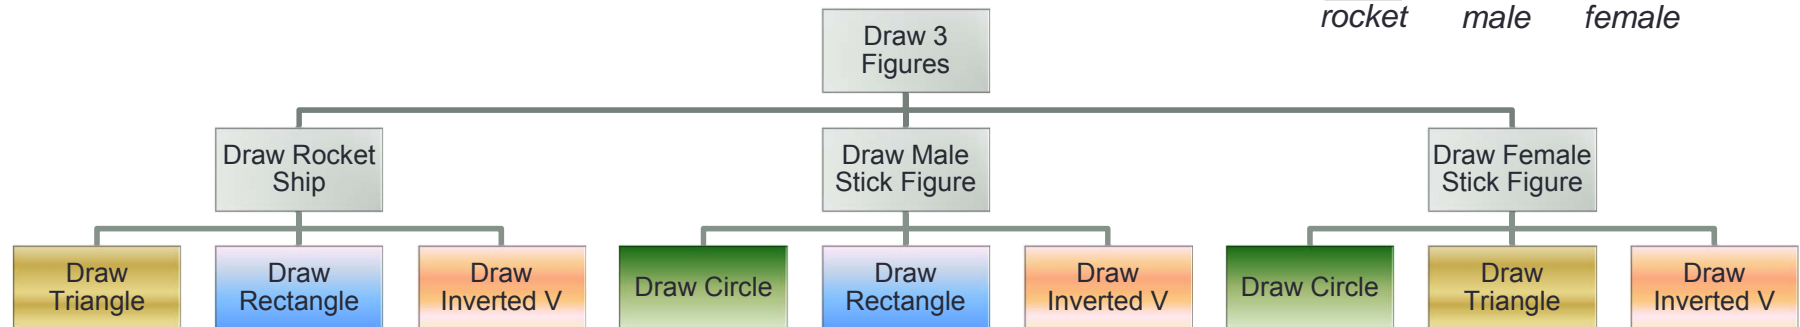 rocket male female
Draw 3
Figures
Draw Rocket
Ship
Draw Male
Stick Figure
Draw Female
Stick Figure
Draw
Triangle
Draw
Rectangle
Draw
Inverted V
Draw Circle
Draw
Rectangle
Draw
Inverted V
Draw Circle
Draw
Triangle
Draw
Inverted V